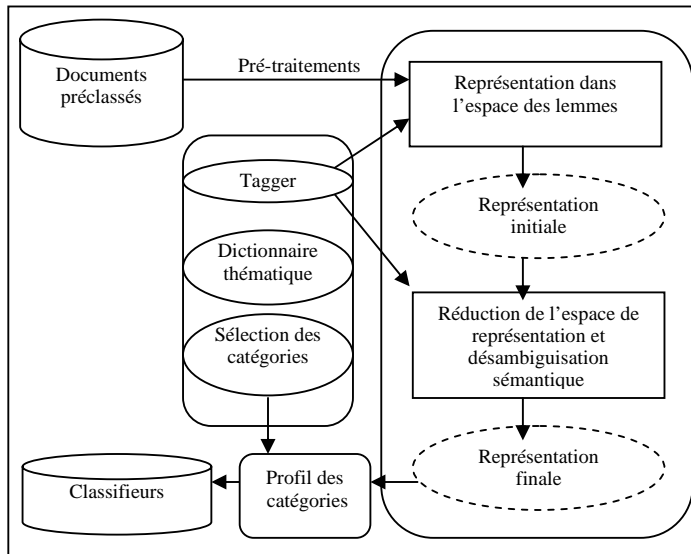 Documents
préclassés
Pré-traitements
Représentation dans
l'espace des lemmes
Tagger
Représentation
initiale
Dictionnaire
thématique
Sélection des
catégories
Réduction de l'espace de
représentation et
désambiguisation
sémantique
Classifieurs
Profil des
catégories
Représentation
finale